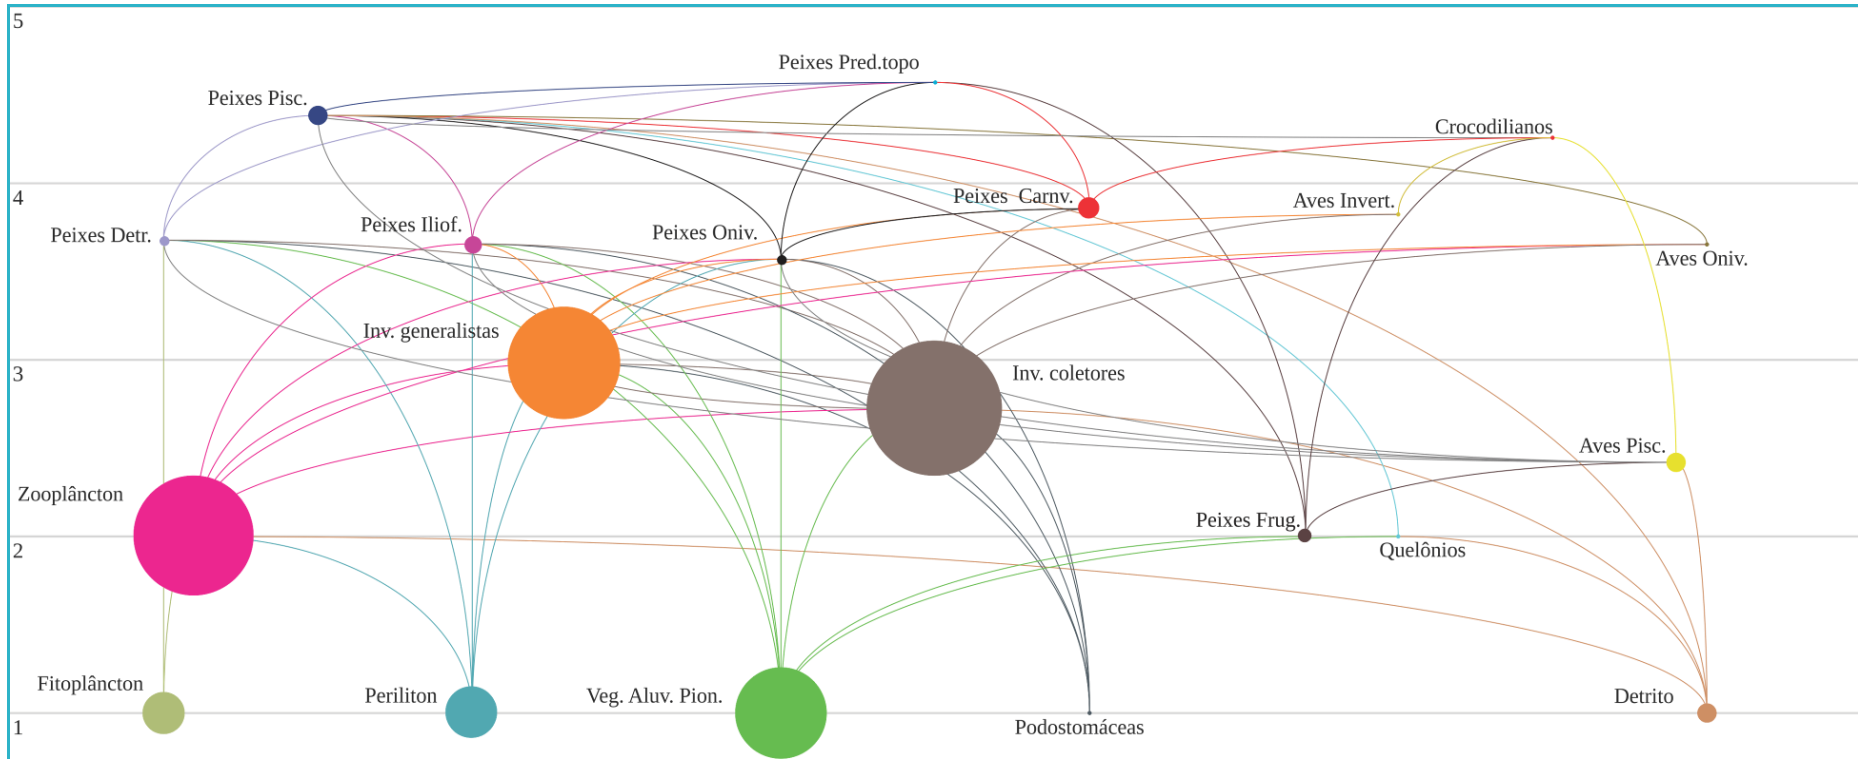 5
Peixes Pred.topo
Peixes Pisc.
Crocodilianos
4
Peixes Carnv.
Aves Invert.
Peixes Iliof.
Peixes Detr.
Peixes Oniv.
Aves Oniv.
Inv. generalistas
3
Inv. coletores
Aves Pisc.
Zooplâncton
Peixes Frug.
2
Quelônios
Fitoplâncton
Periliton
Veg. Aluv. Pion.
Detrito
1
Podostomáceas